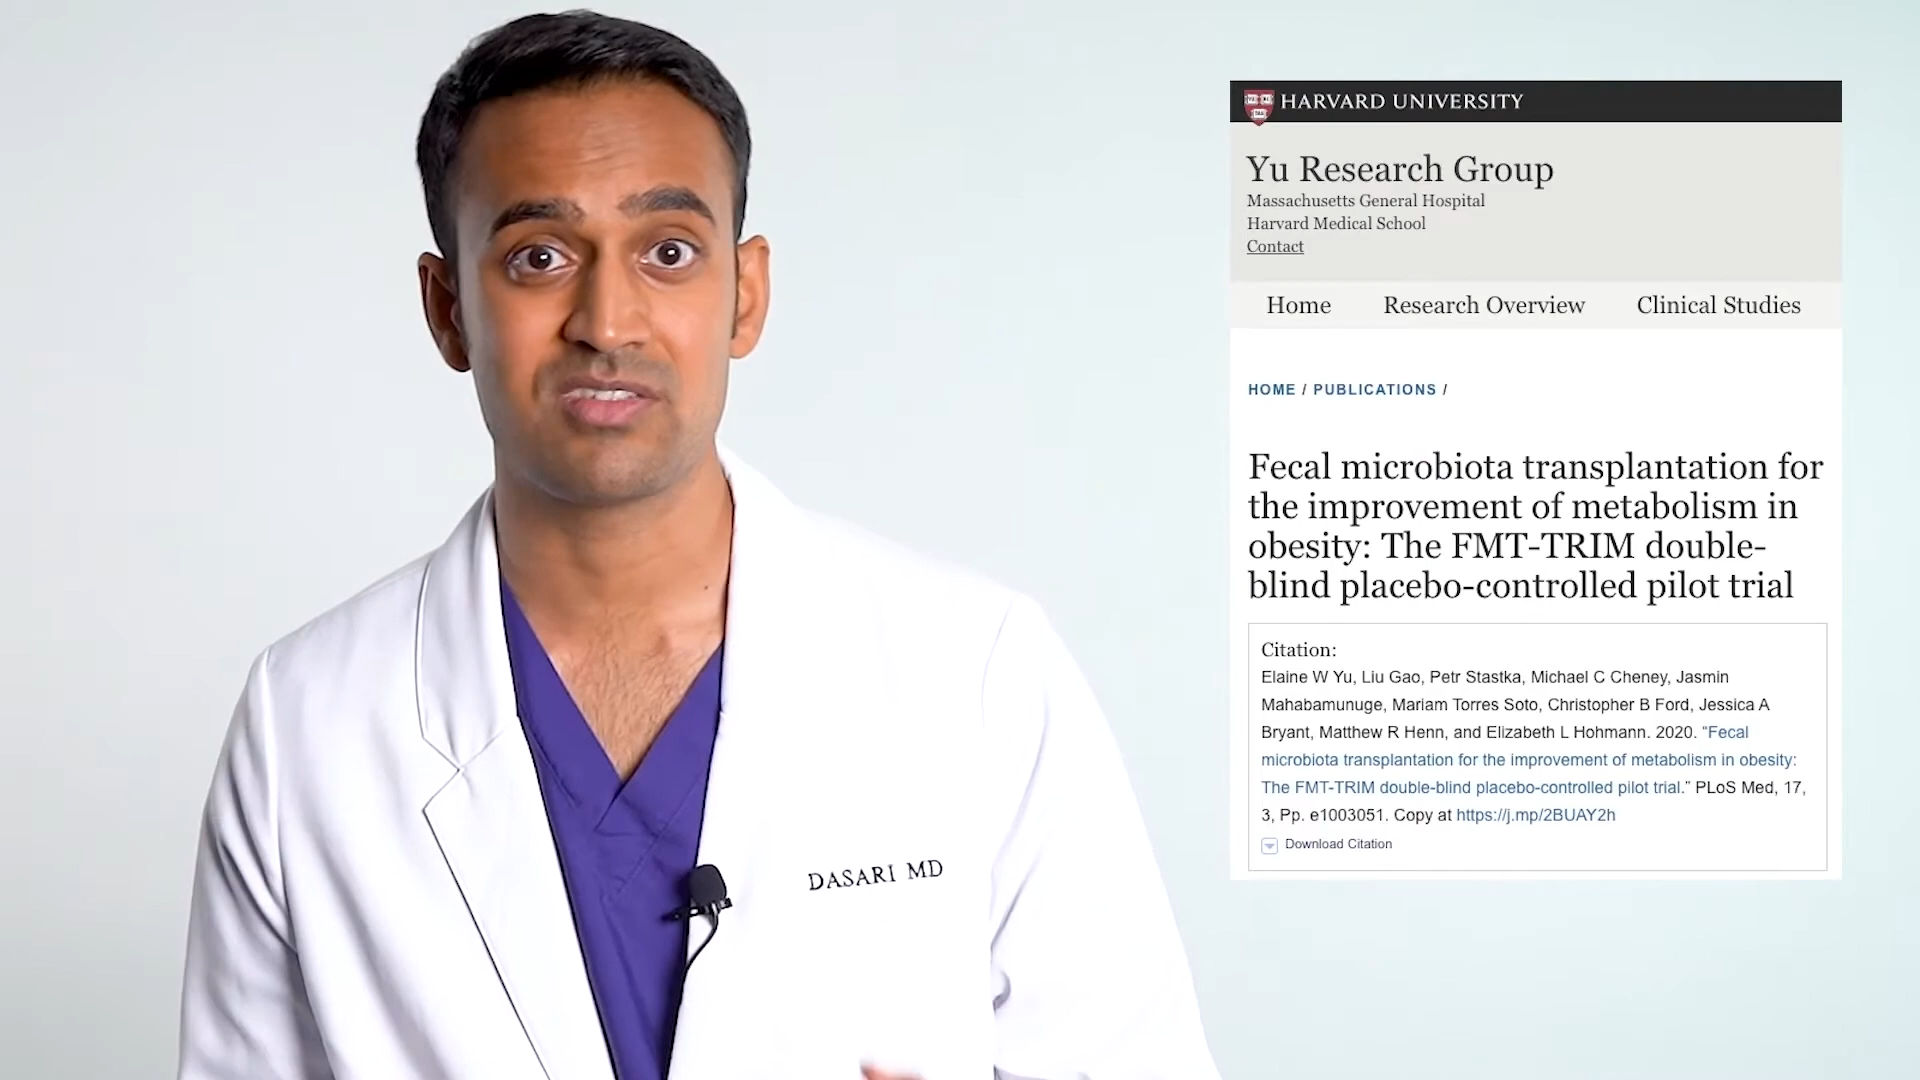 HARVARD UNIVERSITY
Yu Research Group
Massachusetts General Hospital
Harvard Medical School
Contact
Home Research Overview Clinical Studies
HOME / PUBLICATIONS /
Fecal microbiota transplantation for
the improvement of metabolism in
obesity: The FMT-TRIM double-
blind placebo-controlled pilot trial
Citation:
Elaine W Yu, Liu Gao, Petr Stastka, Michael C Cheney, Jasmin
Mahabamunuge, Mariam Torres Soto, Christopher B Ford, Jessica A
Bryant, Matthew R Henn, and Elizabeth L Hohmann. 2020. “Fecal
microbiota transplantation for the improvement of metabolism in obesity:
The FMT-TRIM double-blind placebo-controlled pilot trial.” PLoS Med, 17,
3, Pp. e1003051. Copy at https://j.mp/2BUAY2h
Download Citation
DASARI MD